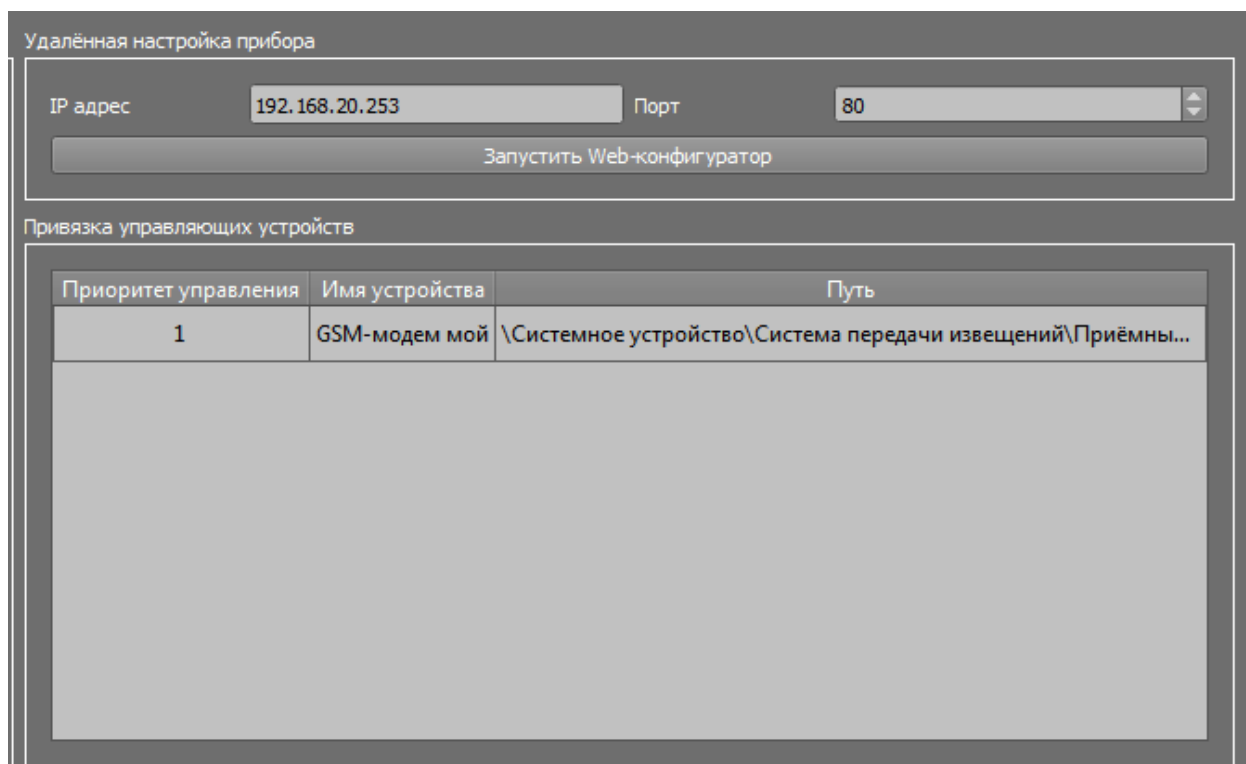 Удалённая настройка прибора
IP адрес 192.168.20.253 Порт 80
Запустить Web-конфигуратор
Привязка управляющих устройств
Приоритет управления Имя устройства Путь
1 GSM-модем мой \Системное устройство\Система передачи извещений\Приёмны...